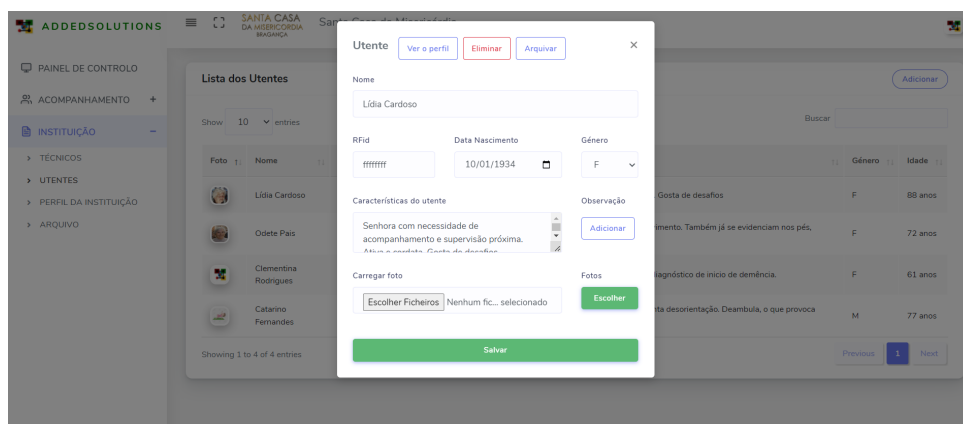 ADDEDSOLUTIONS
SANTA CASA
DA MISERICÓRDIA
BRAGANÇA
PAINEL DE CONTROLO
ACOMPANHAMENTO +
INSTITUIÇÃO −
> TÉCNICOS
> UTENTES
> PERFIL DA INSTITUIÇÃO
> ARQUIVO
Lista dos Utentes
Adicionar
Show 10 entries
Buscar
Foto Nome Género Idade
Lídia Cardoso Gosta de desafios F 88 anos
Odete Pais imento. Também já se evidenciam nos pés, F 72 anos
Clementina
Rodrigues iagnóstico de inicio de demência. F 61 anos
Catarino
Fernandes ta desorientação. Deambula, o que provoca M 77 anos
Showing 1 to 4 of 4 entries
Previous 1 Next
Utente Ver o perfil Eliminar Arquivar ×
Nome
Lídia Cardoso
RFid Data Nascimento Género
ffffffff 10/01/1934 F
Características do utente Observação
Senhora com necessidade de
acompanhamento e supervisão próxima.
Adicionar
Carregar foto Fotos
Escolher Ficheiros Nenhum fic... selecionado Escolher
Salvar